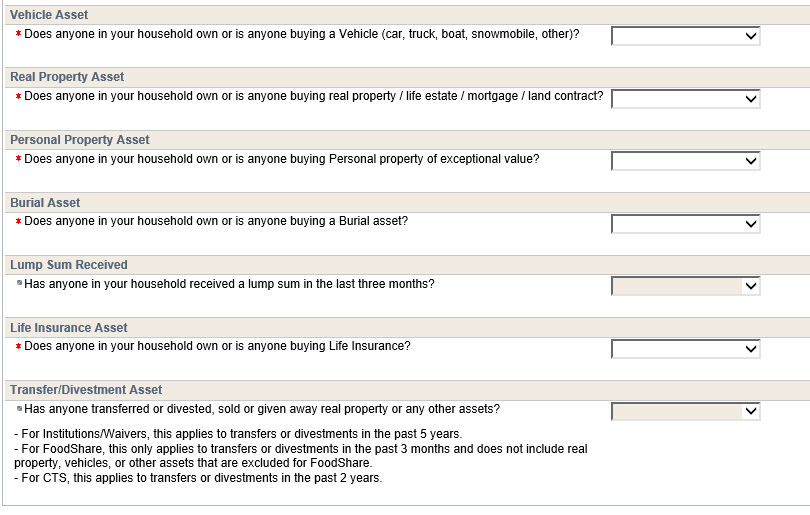 Vehicle Asset
* Does anyone in your household own or is anyone buying a Vehicle (car, truck, boat, snowmobile, other)?
Real Property Asset
* Does anyone in your household own or is anyone buying real property / life estate / mortgage / land contract?
Personal Property Asset
* Does anyone in your household own or is anyone buying Personal property of exceptional value?
Burial Asset
* Does anyone in your household own or is anyone buying a Burial asset?
Lump Sum Received
Has anyone in your household received a lump sum in the last three months?
Life Insurance Asset
* Does anyone in your household own or is anyone buying Life Insurance?
Transfer/Divestment Asset
Has anyone transferred or divested, sold or given away real property or any other assets?
- For Institutions/Waivers, this applies to transfers or divestments in the past 5 years.
- For FoodShare, this only applies to transfers or divestments in the past 3 months and does not include real
property, vehicles, or other assets that are excluded for FoodShare.
- For CTS, this applies to transfers or divestments in the past 2 years.